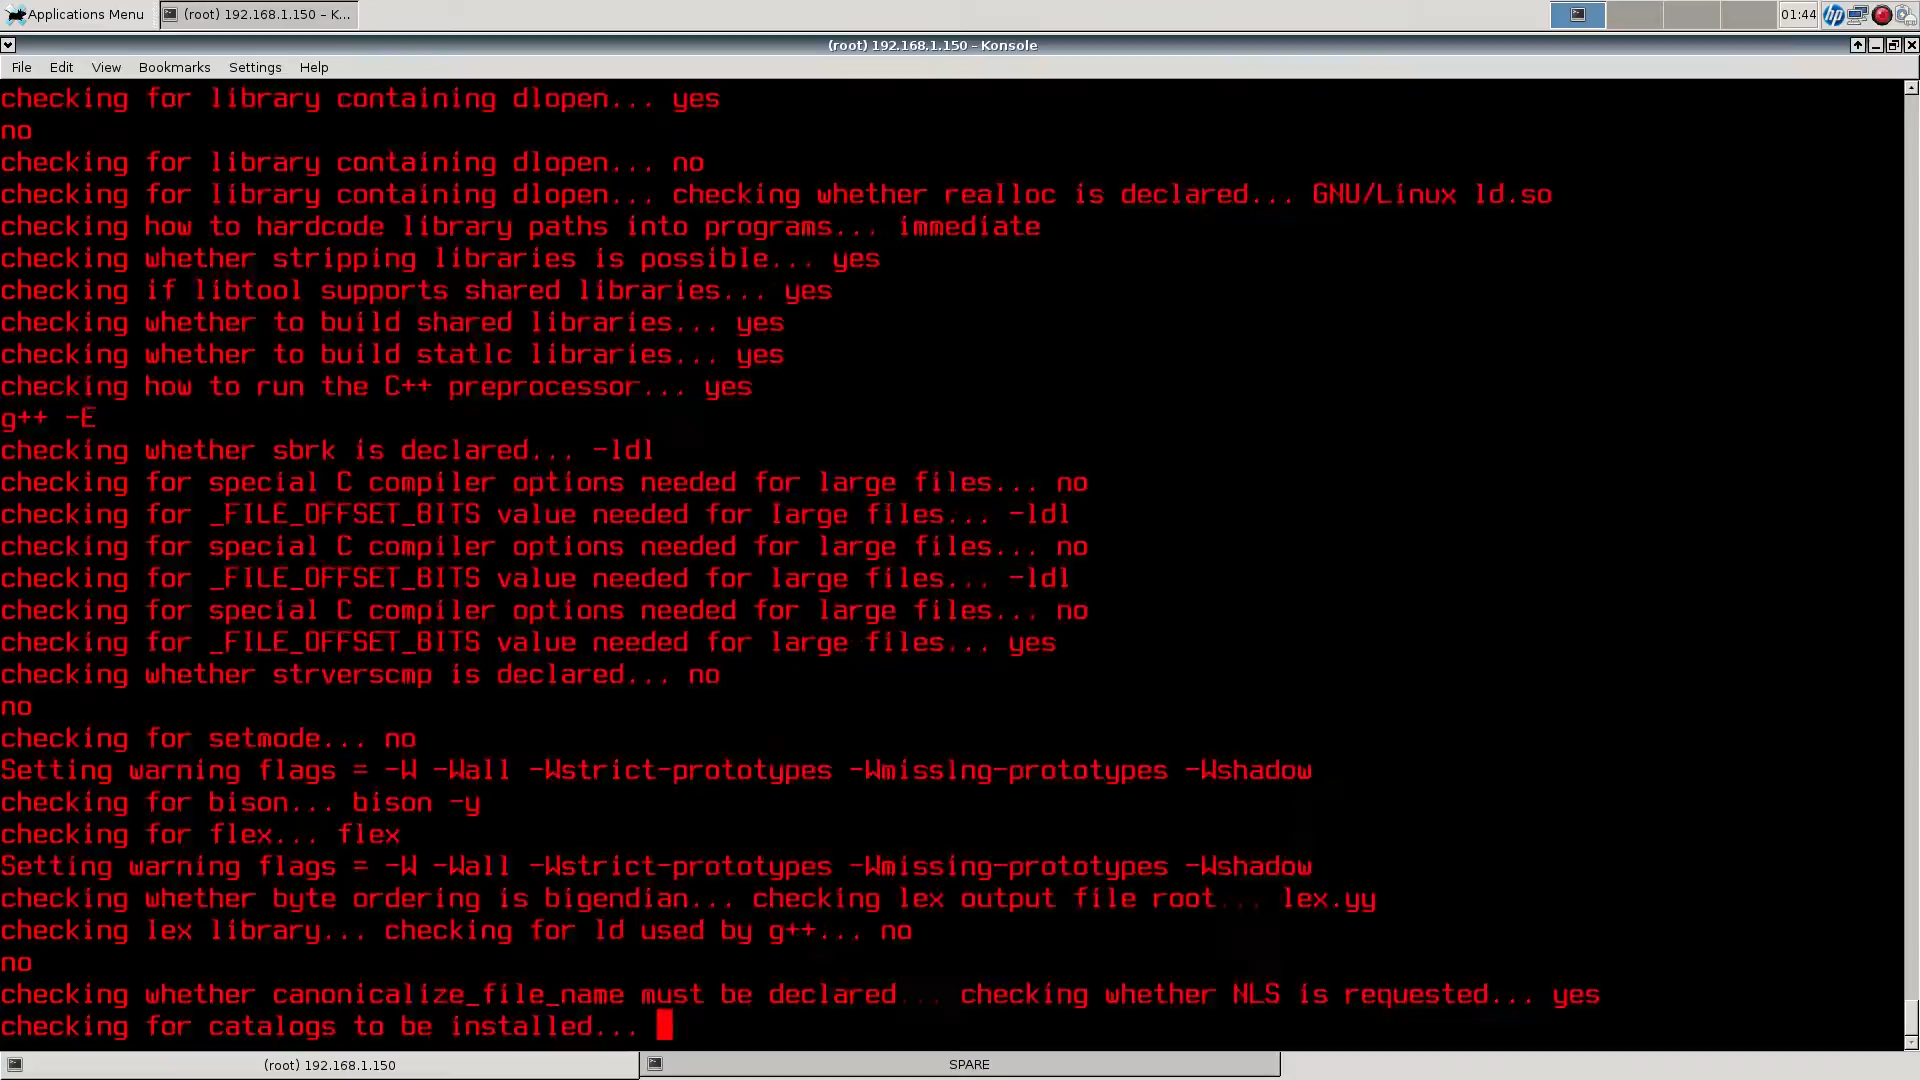 Applications Menu
(root) 192.168.1.150 – K...
01:44
(root) 192.168.1.150 – Konsole
File Edit View Bookmarks Settings Help
checking for library containing dlopen... yes
no
checking for library containing dlopen... no
checking for library containing dlopen... checking whether realloc is declared... GNU/Linux ld.so
checking how to hardcode library paths into programs... immediate
checking whether stripping libraries is possible... yes
checking if libtool supports shared libraries... yes
checking whether to build shared libraries... yes
checking whether to build static libraries... yes
checking how to run the C++ preprocessor... yes
g++ -E
checking whether sbrk is declared... -ldl
checking for special C compiler options needed for large files... no
checking for _FILE_OFFSET_BITS value needed for large files... -ldl
checking for special C compiler options needed for large files... no
checking for _FILE_OFFSET_BITS value needed for large files... -ldl
checking for special C compiler options needed for large files... no
checking for _FILE_OFFSET_BITS value needed for large files... yes
checking whether strverscmp is declared... no
no
checking for setmode... no
Setting warning flags = -W -Wall -Wstrict-prototypes -Wmissing-prototypes -Wshadow
checking for bison... bison -y
checking for flex... flex
Setting warning flags = -W -Wall -Wstrict-prototypes -Wmissing-prototypes -Wshadow
checking whether byte ordering is bigendian... checking lex output file root... lex.yy
checking lex library... checking for ld used by g++... no
no
checking whether canonicalize_file_name must be declared... checking whether NLS is requested... yes
checking for catalogs to be installed...
(root) 192.168.1.150
SPARE